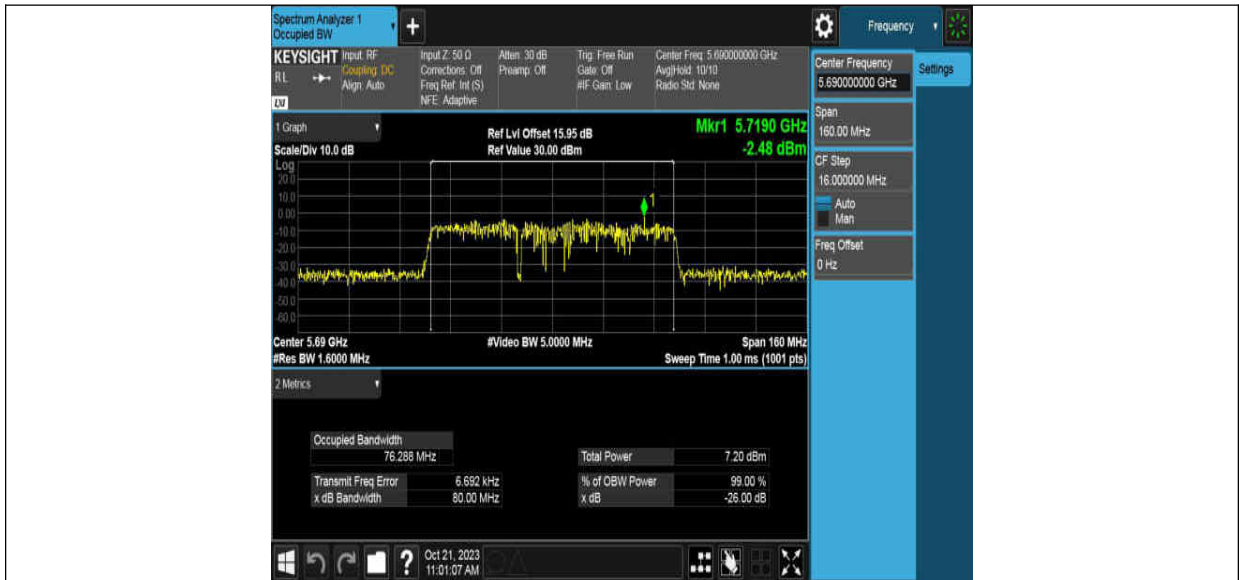 Spectrum Analyzer 1
Occupied BW
+
Frequency
KEYSIGHT
Input: RF
Coupling: DC
Align: Auto
Input Z: 50 Ω
Corrections: Off
Freq Ref: Int (S)
NFE: Adaptive
Atten: 30 dB
Preamp: Off
Trig: Free Run
Gate: Off
#IF Gain: Low
Center Freq: 5.690000000 GHz
Avg|Hold: 10/10
Radio Std: None
RL
LXI
Center Frequency
5.690000000 GHz
Settings
Span
160.00 MHz
CF Step
16.000000 MHz
Auto
Man
Freq Offset
0 Hz
1 Graph
Scale/Div 10.0 dB
Ref Lvl Offset 15.95 dB
Ref Value 30.00 dBm
Mkr1 5.7190 GHz
-2.48 dBm
Log
20.0
10.0
0.00
-10.0
-20.0
-30.0
-40.0
-50.0
-60.0
1
Center 5.69 GHz
#Video BW 5.0000 MHz
Span 160 MHz
#Res BW 1.6000 MHz
Sweep Time 1.00 ms (1001 pts)
2 Metrics
Occupied Bandwidth
76.288 MHz
Total Power 7.20 dBm
Transmit Freq Error 6.692 kHz
% of OBW Power 99.00 %
x dB Bandwidth 80.00 MHz
x dB -26.00 dB
?
Oct 21, 2023
11:01:07 AM